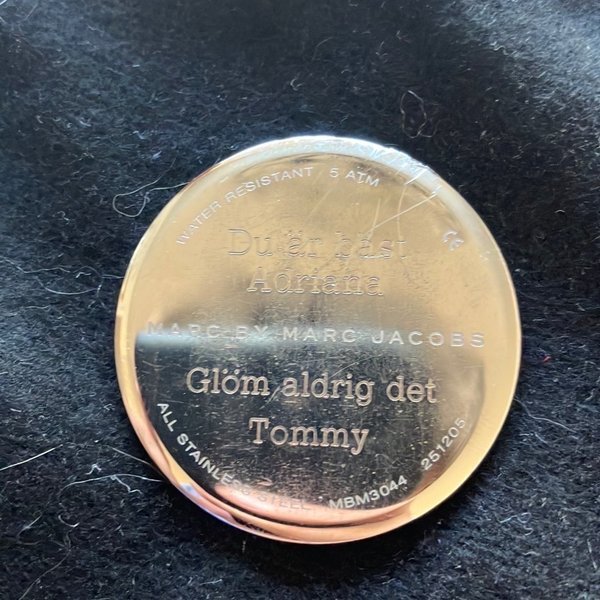 WATER RESISTANT 5 ATM
CE
Du är bäst
Adriana
MARC BY MARC JACOBS
Glöm aldrig det
Tommy
ALL STAINLESS STEEL MBM3044 251205